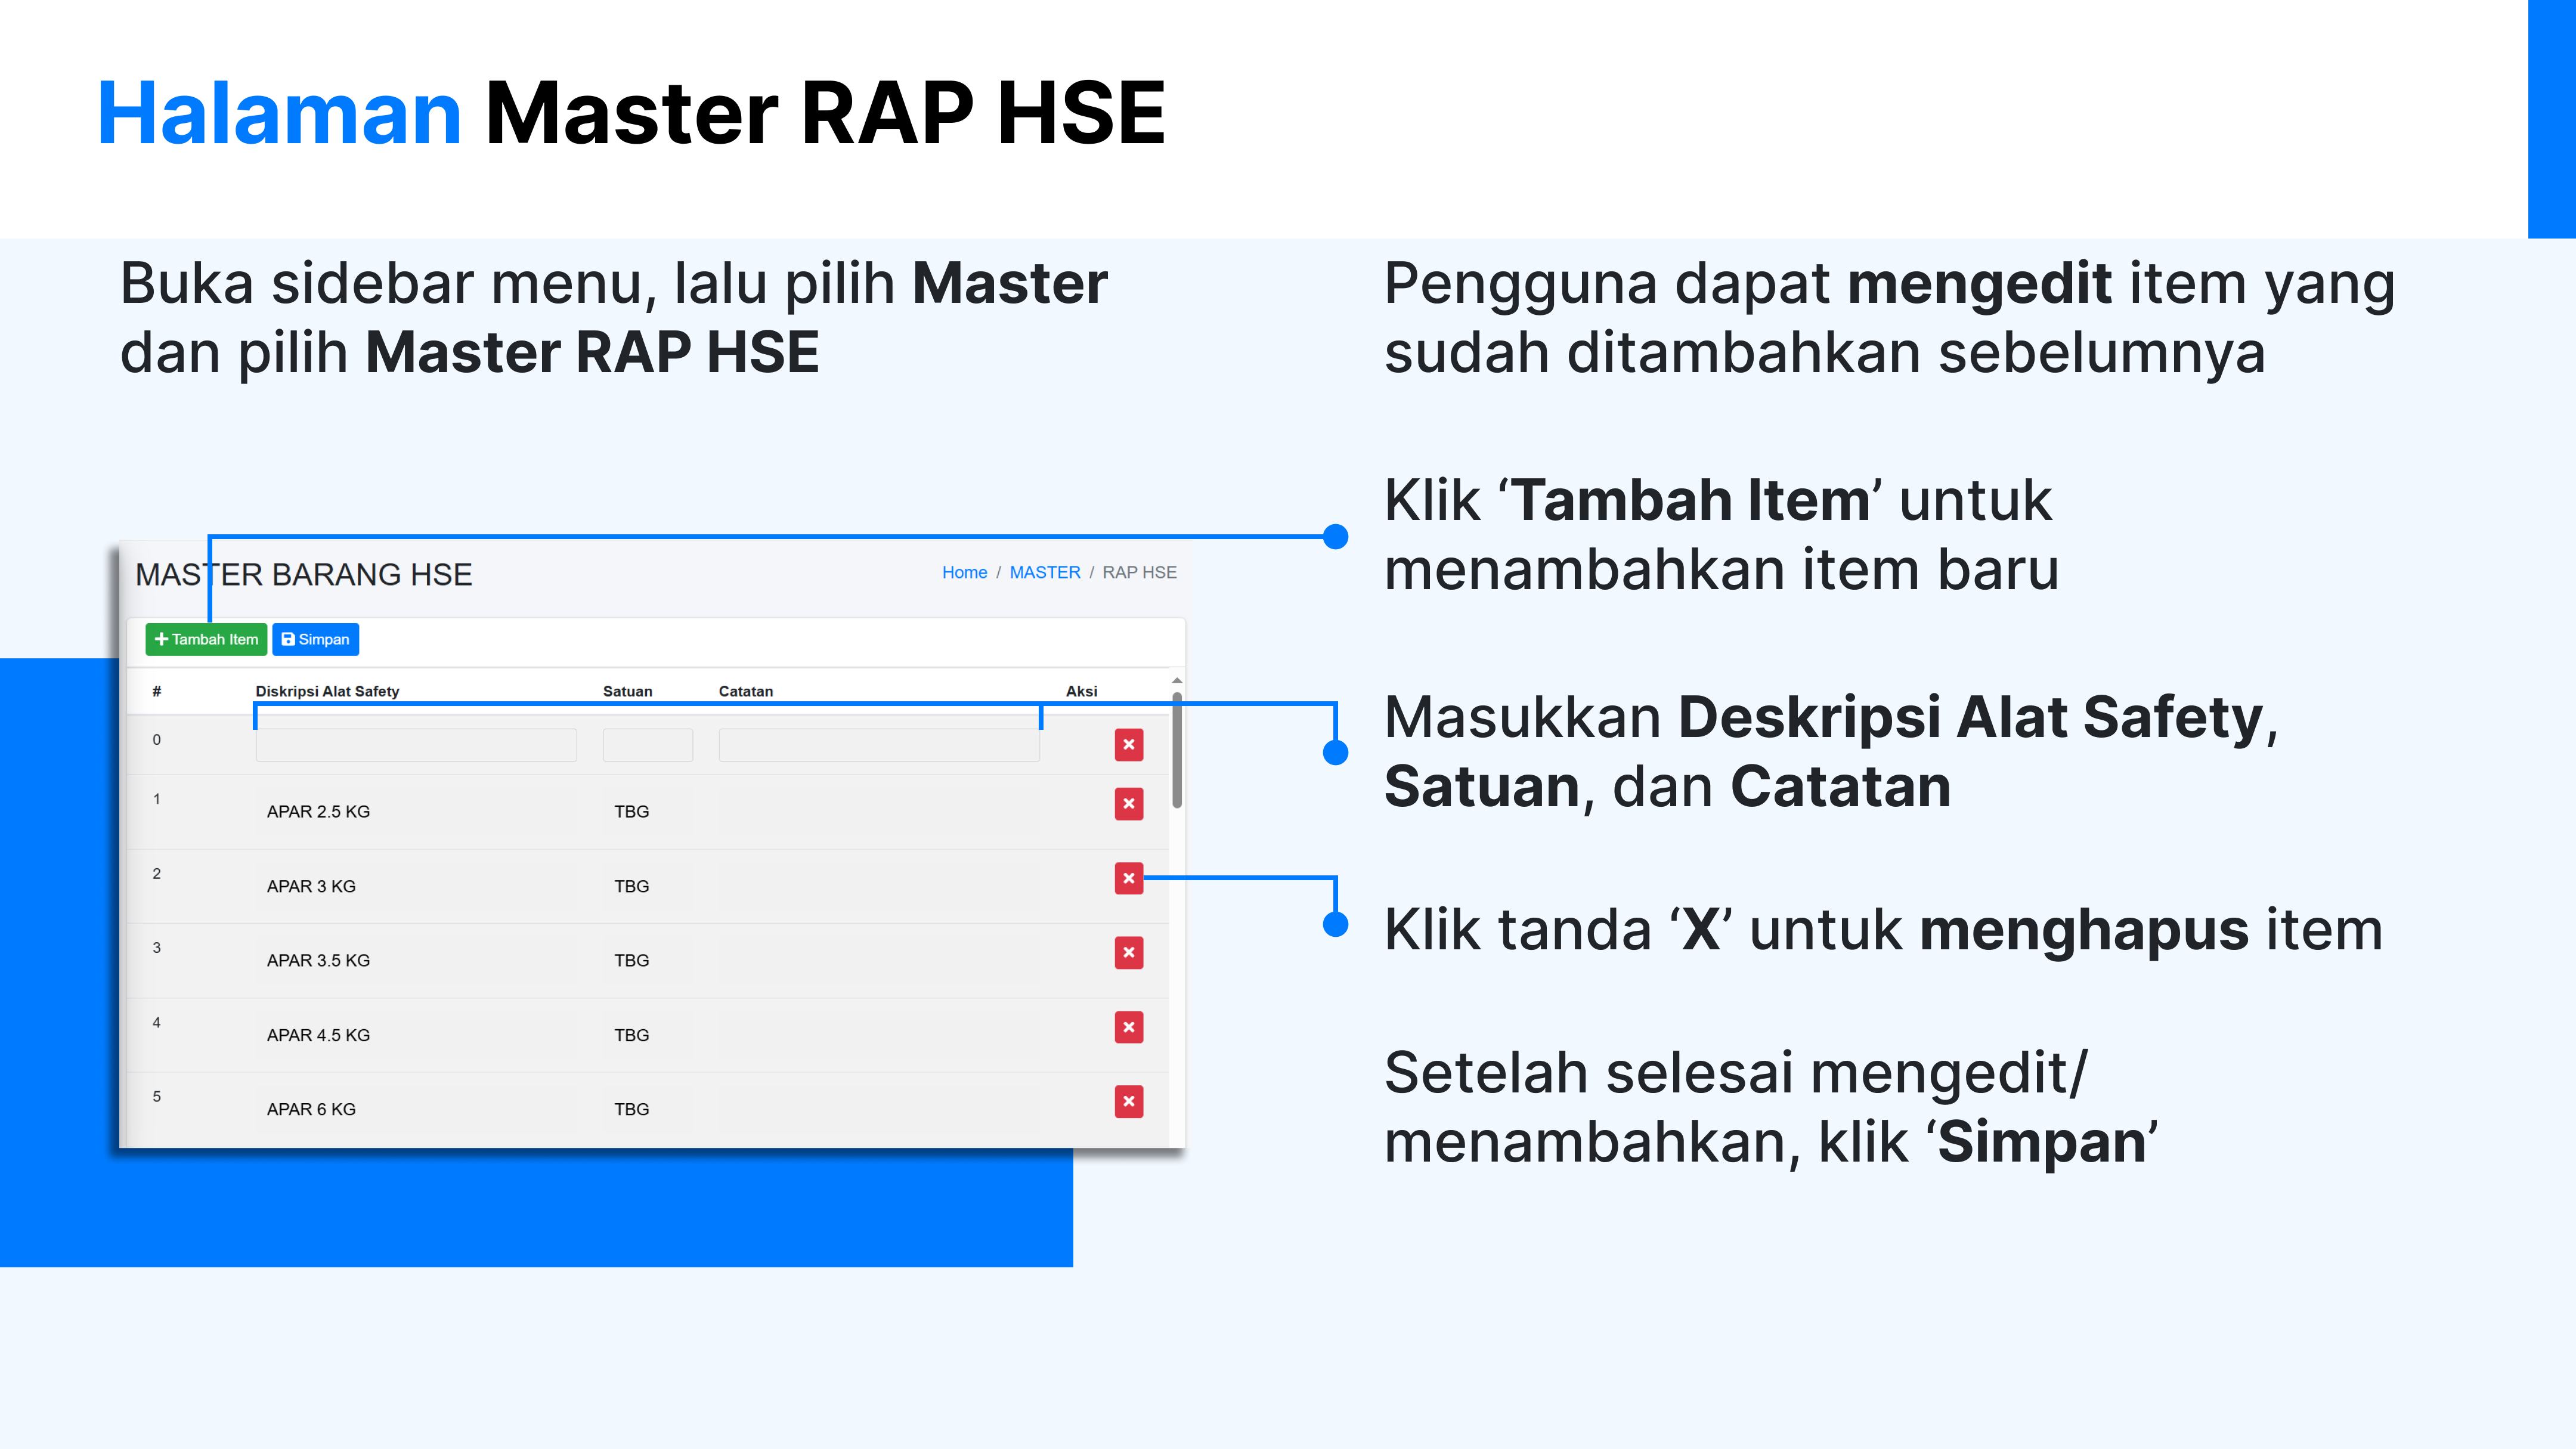 Halaman Master RAP HSE
Buka sidebar menu, lalu pilih Master
dan pilih Master RAP HSE
MASTER BARANG HSE
Home / MASTER / RAP HSE
Tambah Item Simpan
# Diskripsi Alat Safety Satuan Catatan Aksi
0
1 APAR 2.5 KG TBG
2 APAR 3 KG TBG
3 APAR 3.5 KG TBG
4 APAR 4.5 KG TBG
5 APAR 6 KG TBG
Pengguna dapat mengedit item yang
sudah ditambahkan sebelumnya
Klik ‘Tambah Item’ untuk
menambahkan item baru
Masukkan Deskripsi Alat Safety,
Satuan, dan Catatan
Klik tanda ‘X’ untuk menghapus item
Setelah selesai mengedit/
menambahkan, klik ‘Simpan’